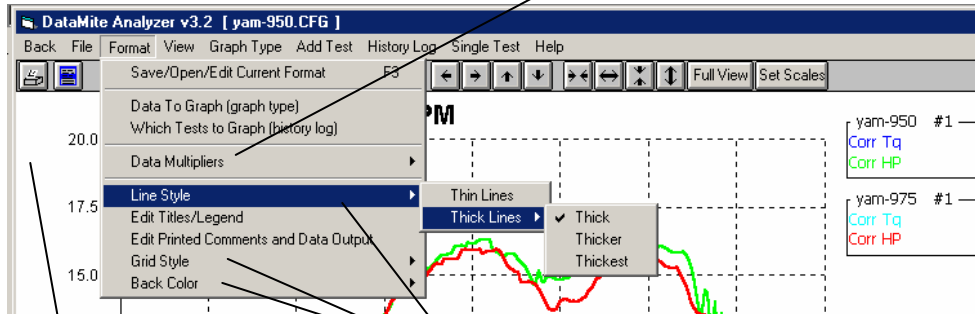 DataMite Analyzer v3.2 [ yam-950.CFG ]
Back File Format View Graph Type Add Test History Log Single Test Help
Save/Open/Edit Current Format F3
Full View Set Scales
Data To Graph (graph type)
Which Tests to Graph (history log)
PM
Data Multipliers
Line Style
Thin Lines
Edit Titles/Legend
Thick Lines
Thick
Edit Printed Comments and Data Output
Thicker
Grid Style
Thickest
Back Color
20.0
17.5
15.0
yam-950 #1
Corr Tq
Corr HP
yam-975 #1
Corr Tq
Corr HP